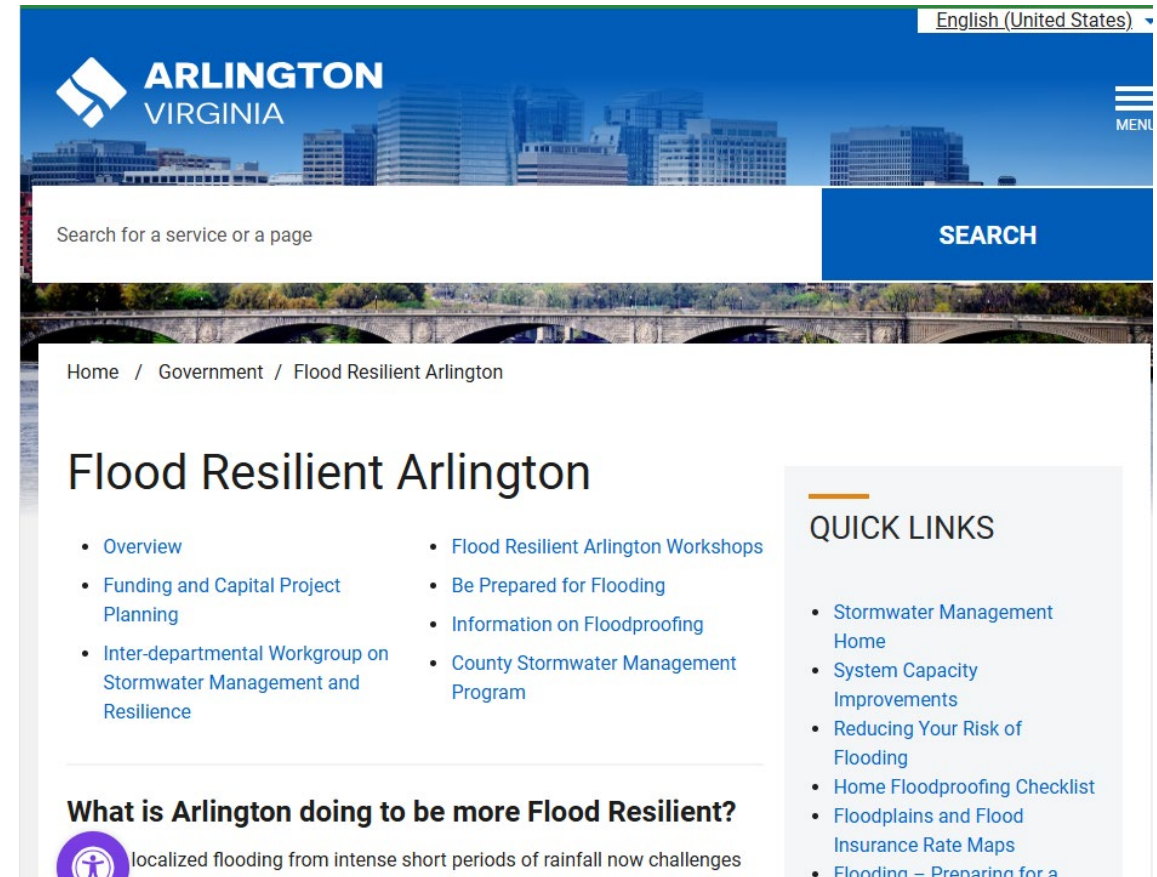 English (United States)
ARLINGTON
VIRGINIA
MENU
Search for a service or a page
SEARCH
Home / Government / Flood Resilient Arlington
Flood Resilient Arlington
• Overview
• Funding and Capital Project
Planning
• Inter-departmental Workgroup on
Stormwater Management and
Resilience
• Flood Resilient Arlington Workshops
• Be Prepared for Flooding
• Information on Floodproofing
• County Stormwater Management
Program
What is Arlington doing to be more Flood Resilient?
localized flooding from intense short periods of rainfall now challenges
QUICK LINKS
• Stormwater Management
Home
• System Capacity
Improvements
• Reducing Your Risk of
Flooding
• Home Floodproofing Checklist
• Floodplains and Flood
Insurance Rate Maps
• Flooding – Preparing for a